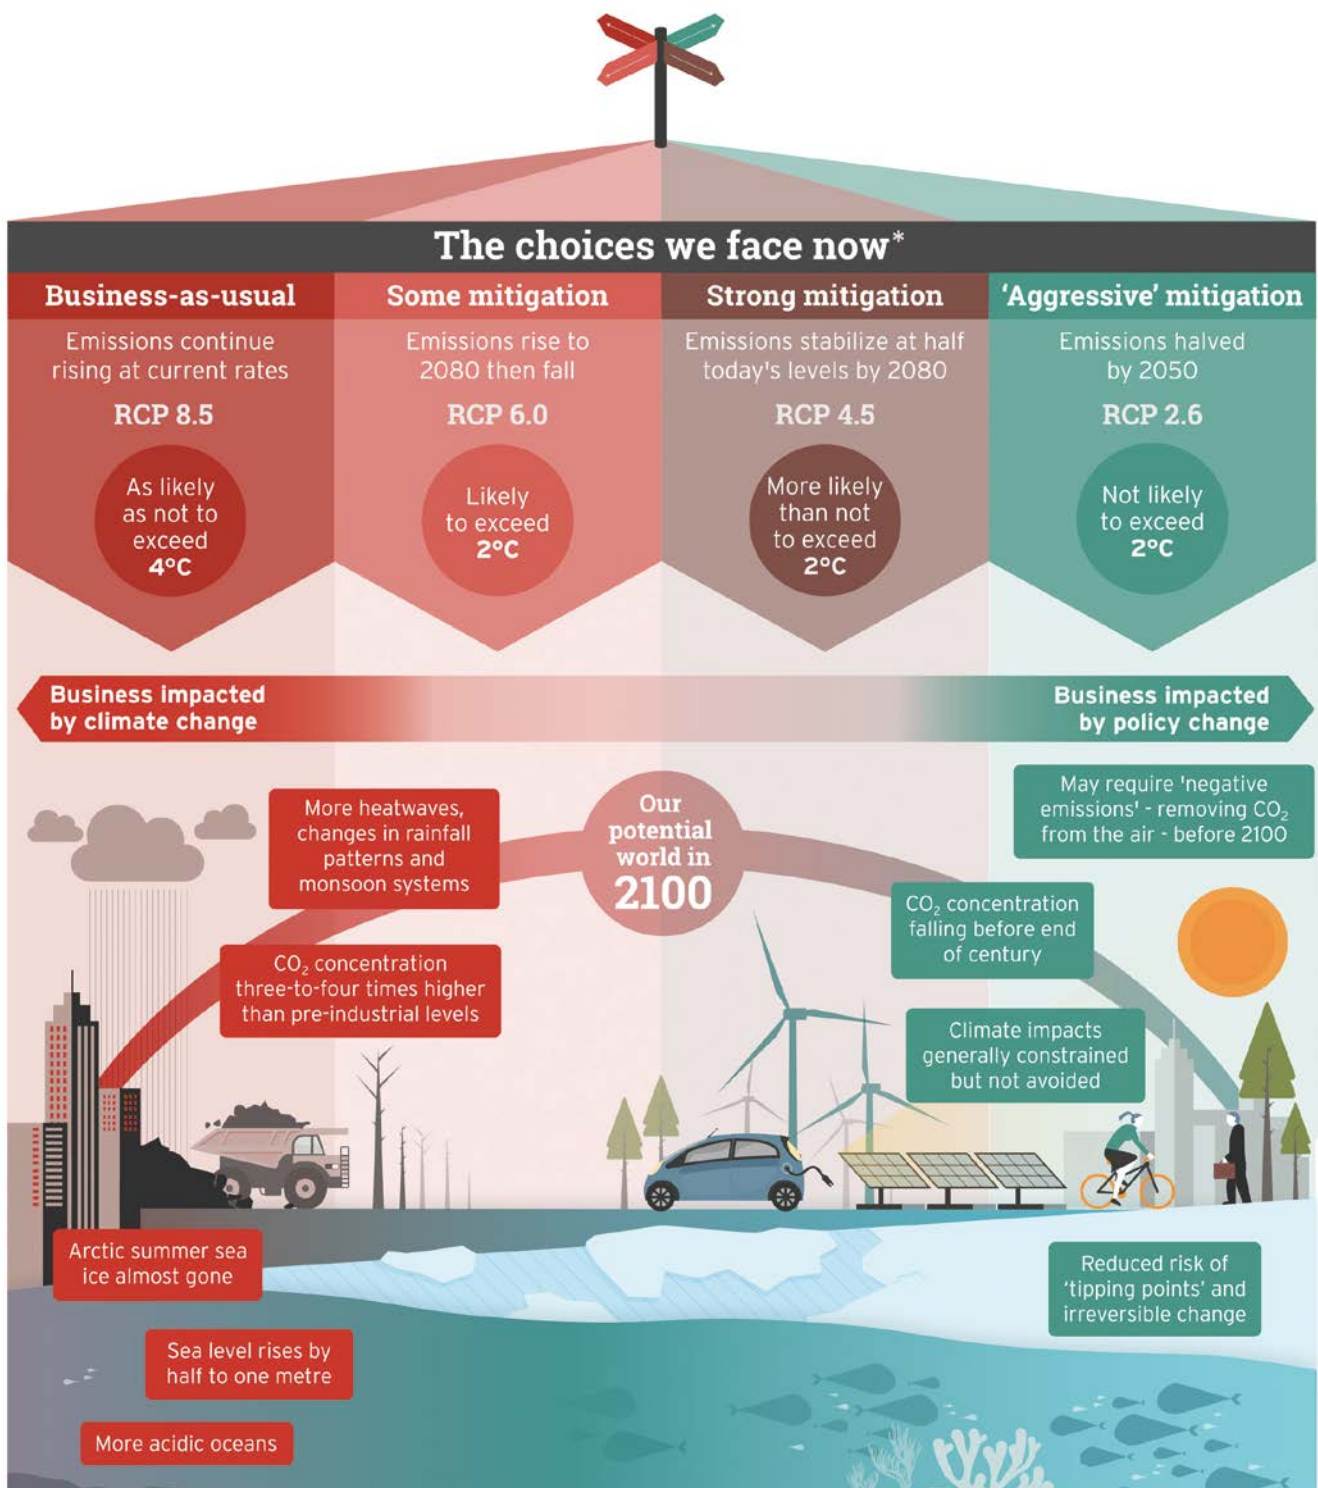 The choices we face now*
Business-as-usual
Emissions continue
rising at current rates
RCP 8.5
As likely
as not to
exceed
4°C
Some mitigation
Emissions rise to
2080 then fall
RCP 6.0
Likely
to exceed
2°C
Strong mitigation
Emissions stabilize at half
today's levels by 2080
RCP 4.5
More likely
than not
to exceed
2°C
'Aggressive' mitigation
Emissions halved
by 2050
RCP 2.6
Not likely
to exceed
2°C
Business impacted
by climate change
Business impacted
by policy change
Our
potential
world in
2100
More heatwaves,
changes in rainfall
patterns and
monsoon systems
CO₂ concentration
three-to-four times higher
than pre-industrial levels
Arctic summer sea
ice almost gone
Sea level rises by
half to one metre
More acidic oceans
May require 'negative
emissions' - removing CO₂
from the air - before 2100
CO₂ concentration
falling before end
of century
Climate impacts
generally constrained
but not avoided
Reduced risk of
'tipping points' and
irreversible change